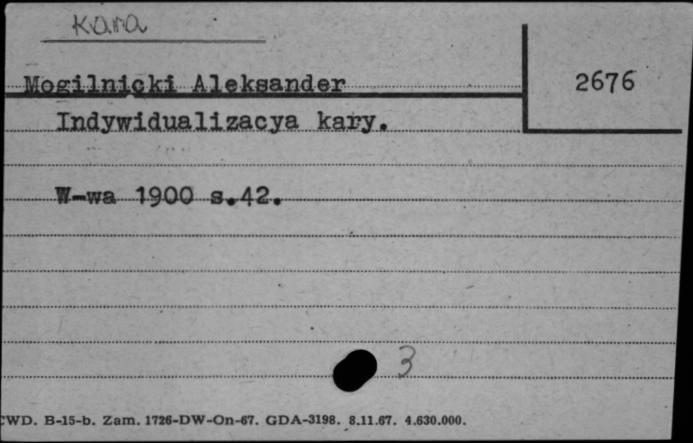 Kara
Mogilnicki Aleksander
2676
Indywidualizacya kary.
W-wa 1900 s.42.
3
CWD. B-15-b. Zam. 1726-DW-On-67. GDA-3198. 8.11.67. 4.630.000.